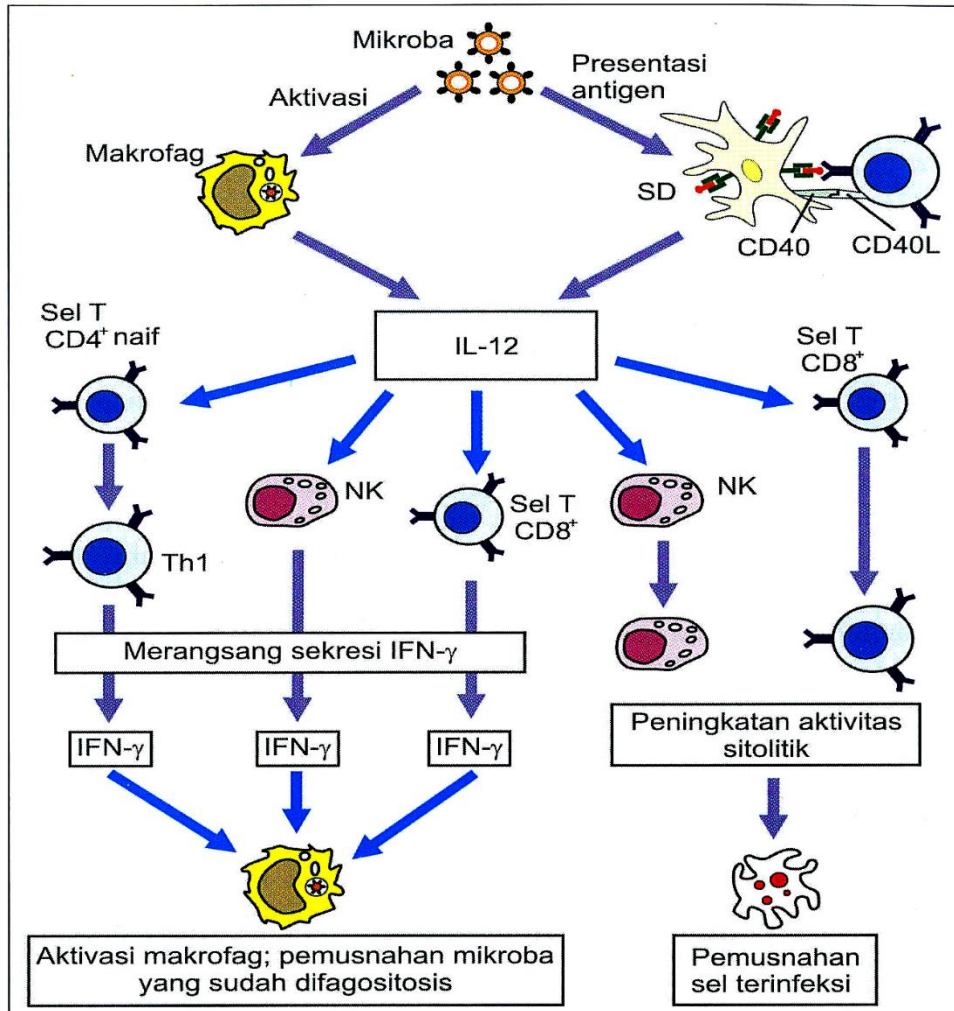 Mikroba
Aktivasi
Presentasi
antigen
Makrofag
SD
CD40
CD40L
IL-12
Sel T
CD4+ naif
Sel T
CD8+
NK
Sel T
CD8+
NK
Th1
Merangsang sekresi IFN-γ
IFN-γ
IFN-γ
IFN-γ
Peningkatan aktivitas
sitolitik
Aktivasi makrofag; pemusnahan mikroba
yang sudah difagositosis
Pemusnahan
sel terinfeksi